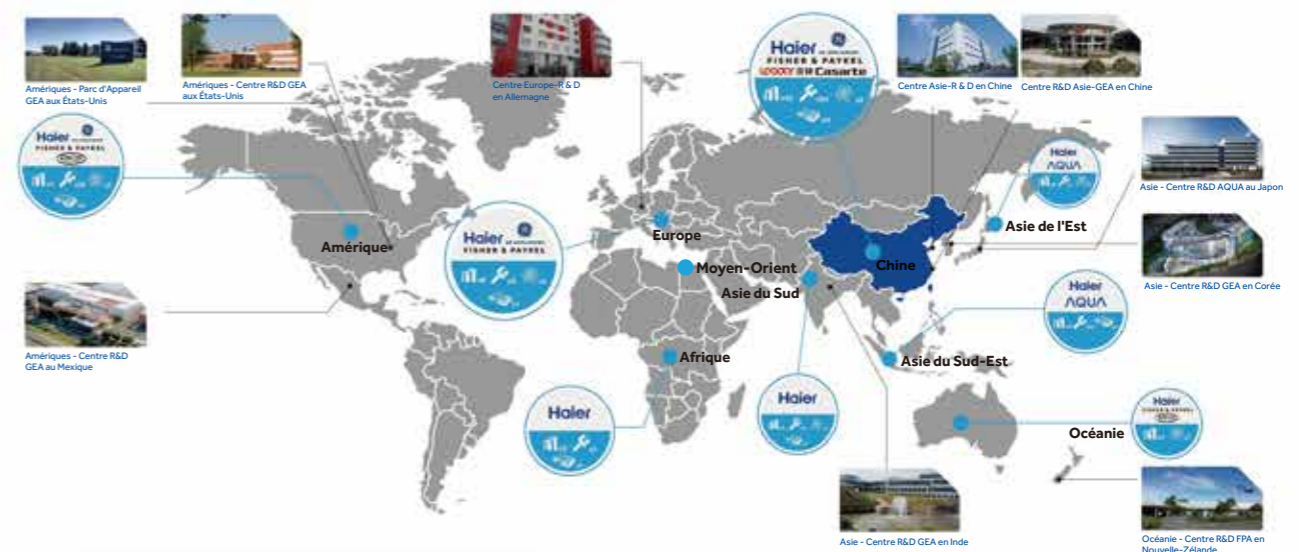 Amériques - Parc d'Appareil
GEA aux États-Unis
Amériques - Centre R&D GEA
aux États-Unis
Centre Europe-R & D
en Allemagne
Haier
FISHER & PAYKEL
Casarte
Centre Asie-R & D en Chine
Centre R&D Asie-GEA en Chine
Haier
FISHER & PAYKEL
Haier
AQUA
Asie - Centre R&D AQUA au Japon
Haier
FISHER & PAYKEL
Amérique
Europe
Asie de l'Est
Moyen-Orient
Chine
Asie du Sud
Asie - Centre R&D GEA en Corée
Haier
AQUA
Amériques - Centre R&D
GEA au Mexique
Afrique
Asie du Sud-Est
Haier
Haier
Haier
FISHER & PAYKEL
Océanie
Asie - Centre R&D GEA en Inde
Océanie - Centre R&D FPA en
Nouvelle-Zélande